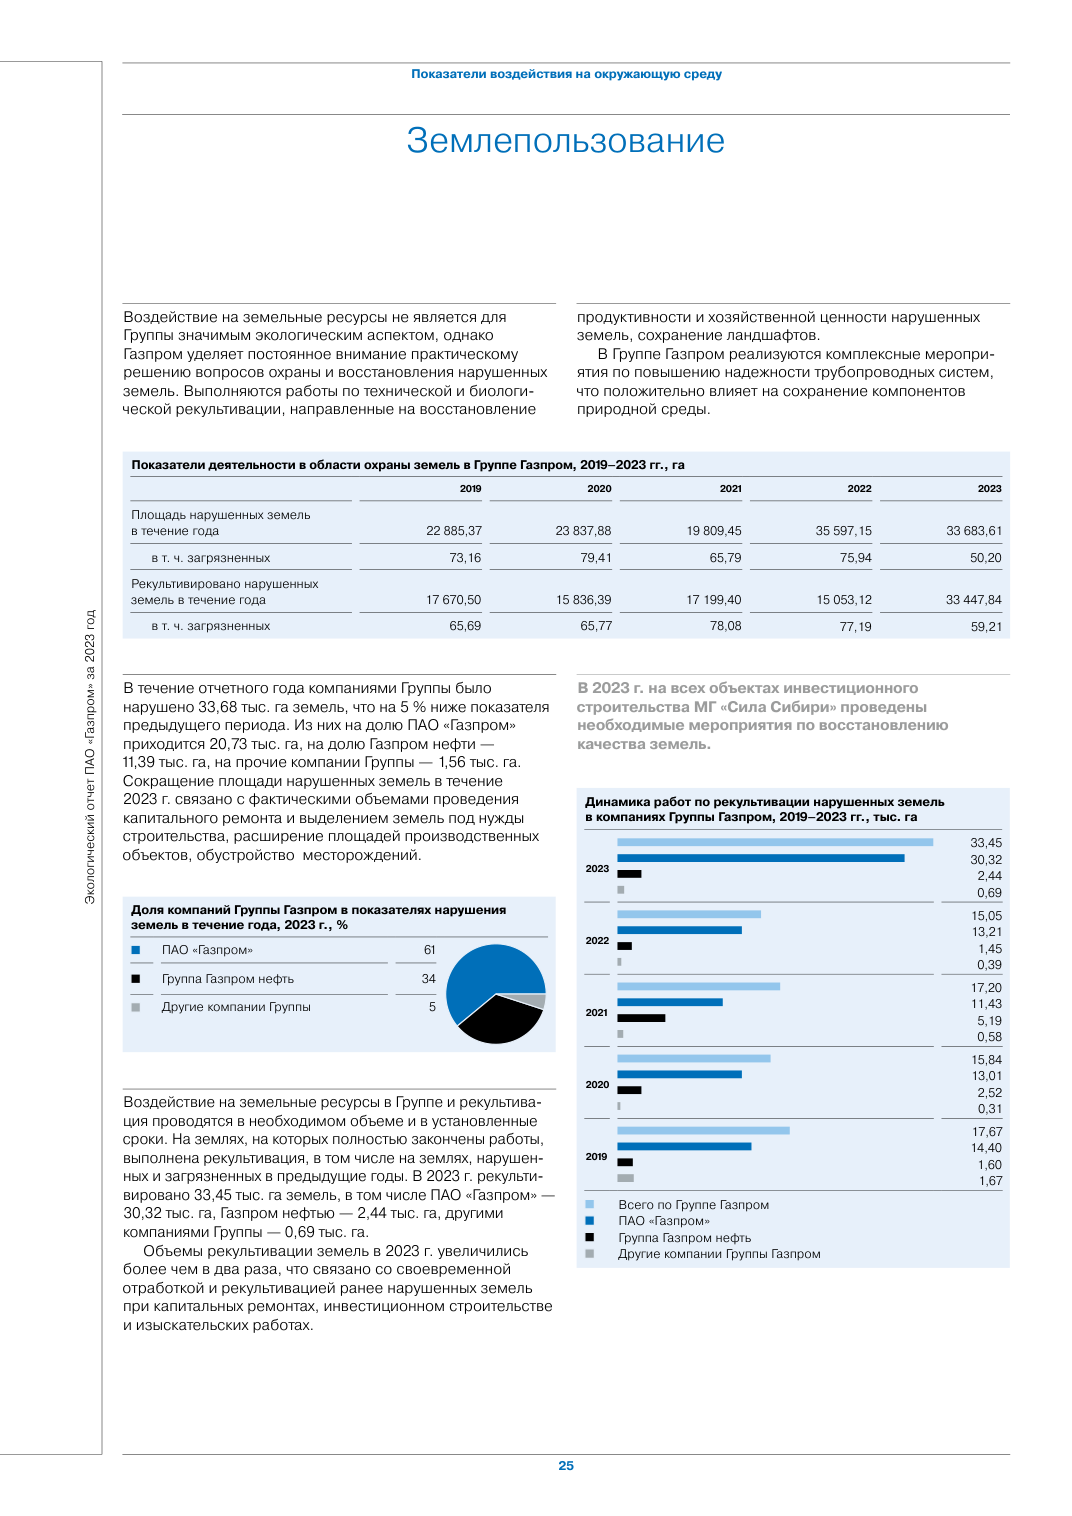 Показатели воздействия на окружающую среду
Землепользование
Воздействие на земельные ресурсы не является для
Группы значимым экологическим аспектом, однако
Газпром уделяет постоянное внимание практическому
решению вопросов охраны и восстановления нарушенных
земель. Выполняются работы по технической и биологи-
ческой рекультивации, направленные на восстановление
продуктивности и хозяйственной ценности нарушенных
земель, сохранение ландшафтов.
В Группе Газпром реализуются комплексные меропри-
ятия по повышению надежности трубопроводных систем,
что положительно влияет на сохранение компонентов
природной среды.
Показатели деятельности в области охраны земель в Группе Газпром, 2019–2023 гг., га
2019 2020 2021 2022 2023
Площадь нарушенных земель
в течение года 22 885,37 23 837,88 19 809,45 35 597,15 33 683,61
в т. ч. загрязненных 73,16 79,41 65,79 75,94 50,20
Рекультивировано нарушенных
земель в течение года 17 670,50 15 836,39 17 199,40 15 053,12 33 447,84
в т. ч. загрязненных 65,69 65,77 78,08 77,19 59,21
Экологический отчет ПАО «Газпром» за 2023 год
В течение отчетного года компаниями Группы было
нарушено 33,68 тыс. га земель, что на 5 % ниже показателя
предыдущего периода. Из них на долю ПАО «Газпром»
приходится 20,73 тыс. га, на долю Газпром нефти —
11,39 тыс. га, на прочие компании Группы — 1,56 тыс. га.
Сокращение площади нарушенных земель в течение
2023 г. связано с фактическими объемами проведения
капитального ремонта и выделением земель под нужды
строительства, расширение площадей производственных
объектов, обустройство месторождений.
Доля компаний Группы Газпром в показателях нарушения
земель в течение года, 2023 г., %
ПАО «Газпром» 61
Группа Газпром нефть 34
Другие компании Группы 5
Воздействие на земельные ресурсы в Группе и рекультива-
ция проводятся в необходимом объеме и в установленные
сроки. На землях, на которых полностью закончены работы,
выполнена рекультивация, в том числе на землях, нарушен-
ных и загрязненных в предыдущие годы. В 2023 г. рекульти-
вировано 33,45 тыс. га земель, в том числе ПАО «Газпром» —
30,32 тыс. га, Газпром нефтью — 2,44 тыс. га, другими
компаниями Группы — 0,69 тыс. га.
Объемы рекультивации земель в 2023 г. увеличились
более чем в два раза, что связано со своевременной
отработкой и рекультивацией ранее нарушенных земель
при капитальных ремонтах, инвестиционном строительстве
и изыскательских работах.
В 2023 г. на всех объектах инвестиционного
строительства МГ «Сила Сибири» проведены
необходимые мероприятия по восстановлению
качества земель.
Динамика работ по рекультивации нарушенных земель
в компаниях Группы Газпром, 2019–2023 гг., тыс. га
2023
33,45
30,32
2,44
0,69
2022
15,05
13,21
1,45
0,39
2021
17,20
11,43
5,19
0,58
2020
15,84
13,01
2,52
0,31
2019
17,67
14,40
1,60
1,67
Всего по Группе Газпром
ПАО «Газпром»
Группа Газпром нефть
Другие компании Группы Газпром
25